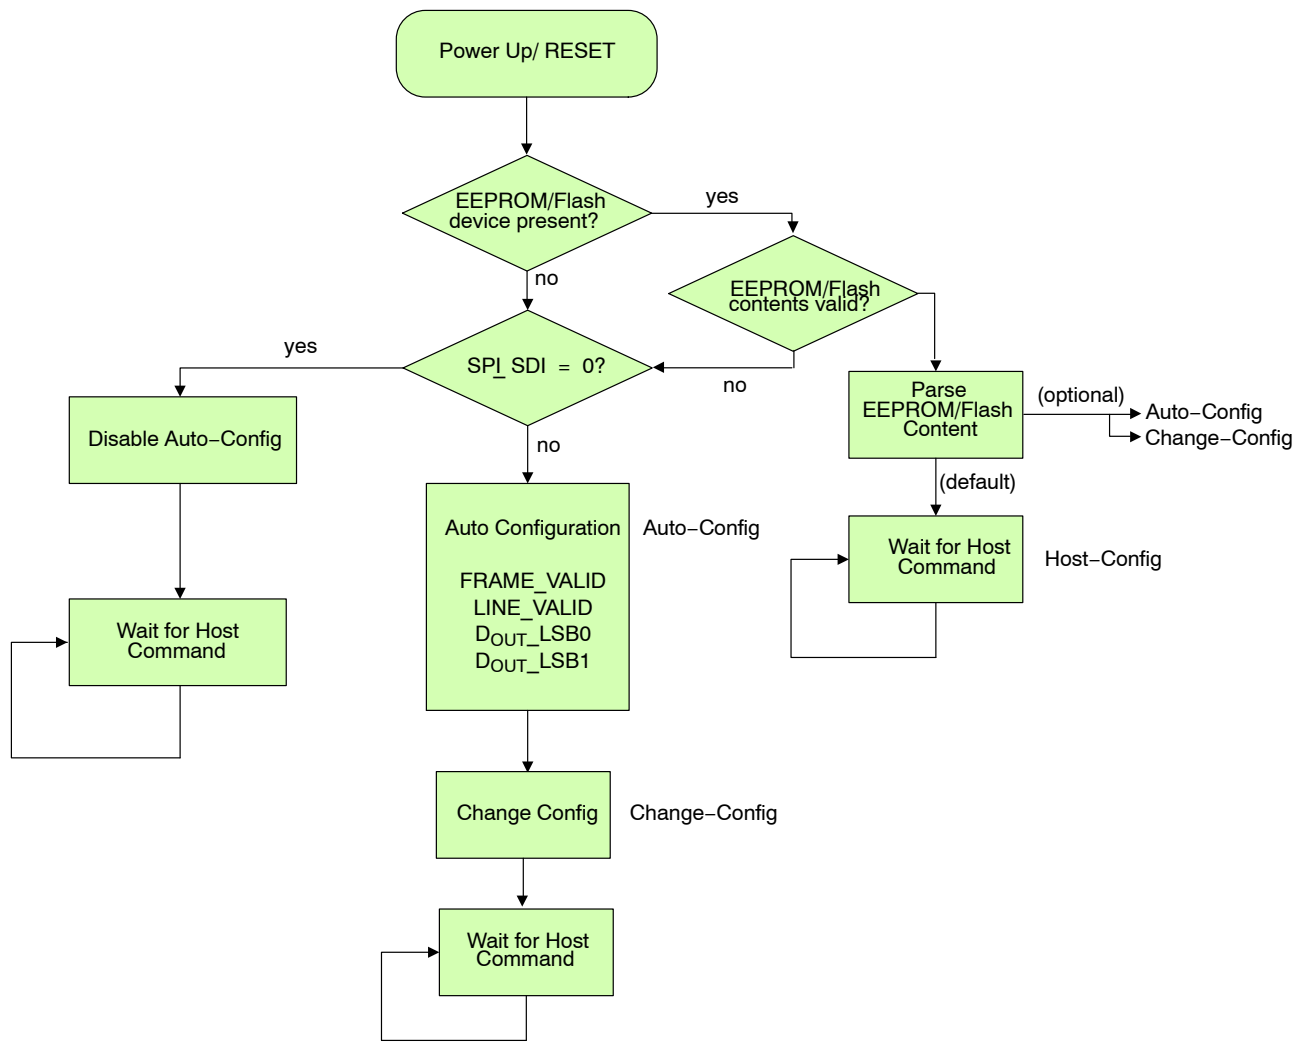 Power Up/ RESET
EEPROM/Flash
device present?
yes
no
EEPROM/Flash
contents valid?
yes
SPI_SDI = 0?
no
Parse
EEPROM/Flash
Content
(optional)
Auto−Config
Change−Config
Disable Auto−Config
no
(default)
Auto Configuration
FRAME_VALID
LINE_VALID
DOUT_LSB0
DOUT_LSB1
Auto−Config
Wait for Host
Command
Host−Config
Wait for Host
Command
Change Config
Change−Config
Wait for Host
Command